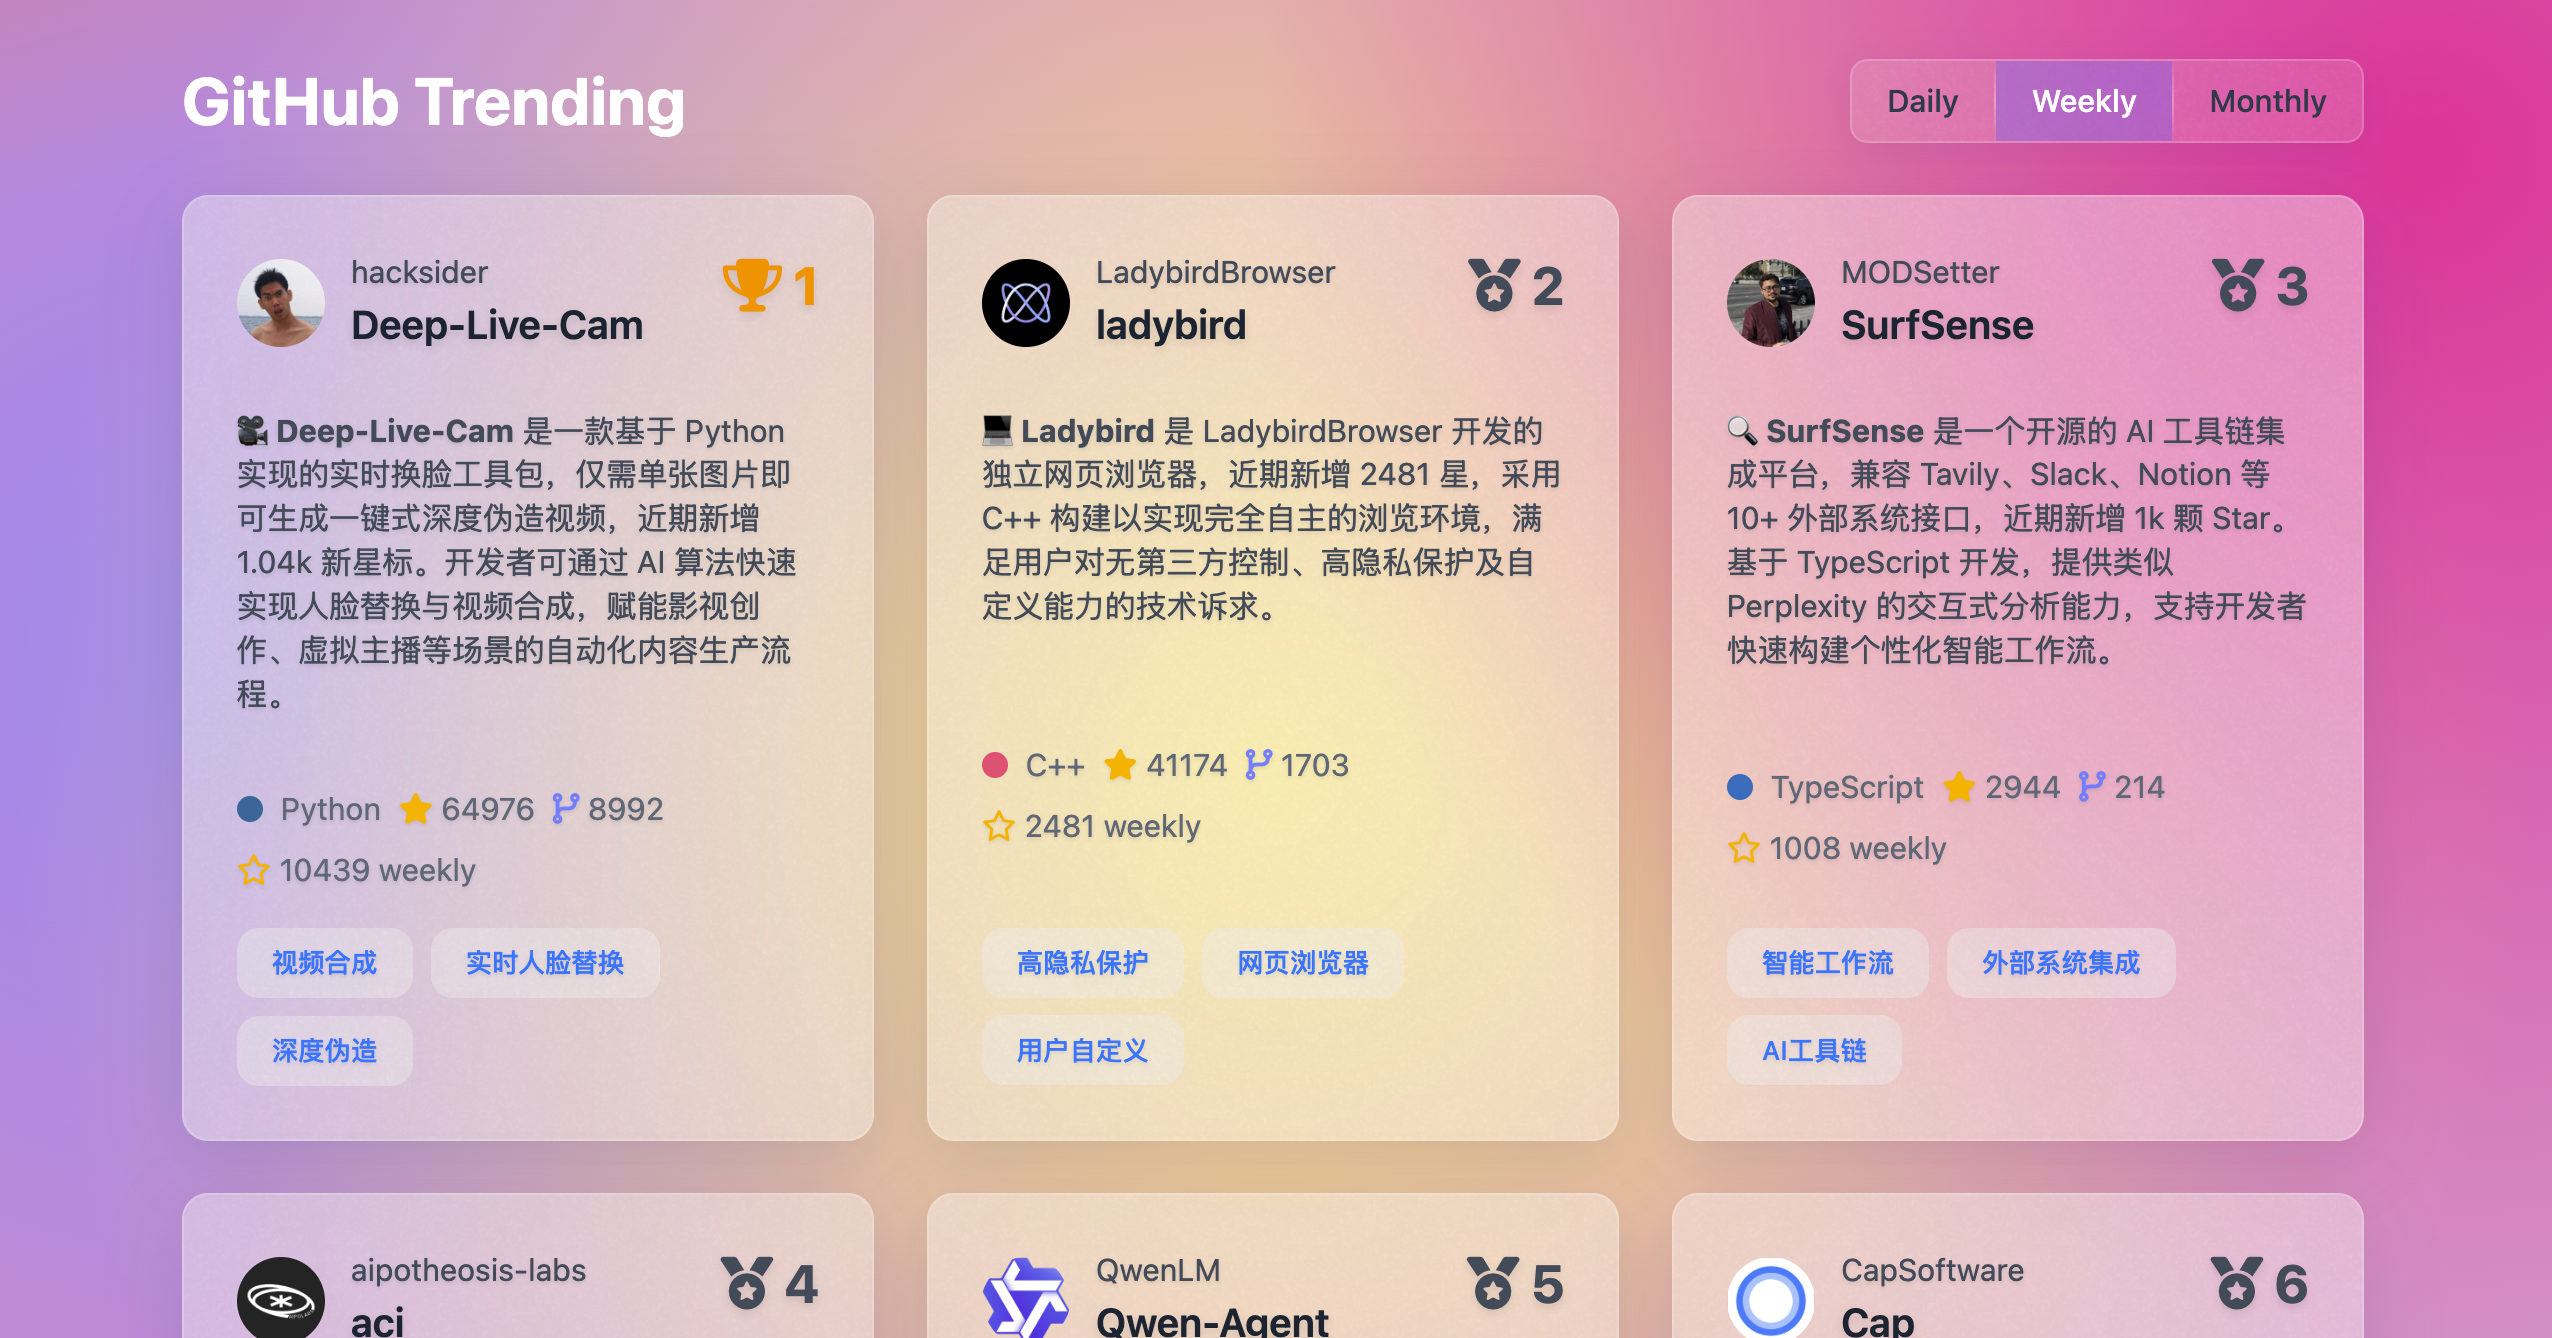 GitHub Trending
Daily
Weekly
Monthly
hacksider
Deep-Live-Cam
1
🎥 Deep-Live-Cam 是一款基于 Python
实现的实时换脸工具包，仅需单张图片即
可生成一键式深度伪造视频，近期新增
1.04k 新星标。开发者可通过 AI 算法快速
实现人脸替换与视频合成，赋能影视创
作、虚拟主播等场景的自动化内容生产流
程。
Python 64976 8992
10439 weekly
视频合成
实时人脸替换
深度伪造
LadybirdBrowser
ladybird
2
💻 Ladybird 是 LadybirdBrowser 开发的
独立网页浏览器，近期新增 2481 星，采用
C++ 构建以实现完全自主的浏览环境，满
足用户对无第三方控制、高隐私保护及自
定义能力的技术诉求。
C++ 41174 1703
2481 weekly
高隐私保护
网页浏览器
用户自定义
MODSetter
SurfSense
3
🔍 SurfSense 是一个开源的 AI 工具链集
成平台，兼容 Tavily、Slack、Notion 等
10+ 外部系统接口，近期新增 1k 颗 Star。
基于 TypeScript 开发，提供类似
Perplexity 的交互式分析能力，支持开发者
快速构建个性化智能工作流。
TypeScript 2944 214
1008 weekly
智能工作流
外部系统集成
AI工具链
aipotheosis-labs
aci
4
QwenLM
Qwen-Agent
5
CapSoftware
Cap
6